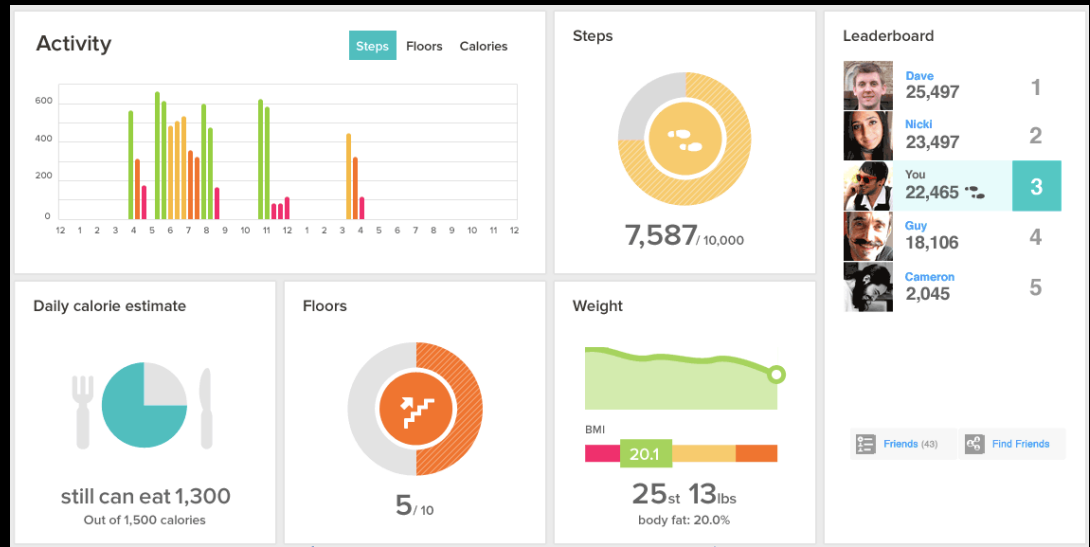 Activity
Steps Floors Calories
600
400
200
0
12 1 2 3 4 5 6 7 8 9 10 11 12 1 2 3 4 5 6 7 8 9 10 11 12
Steps
7,587/ 10,000
Leaderboard
Dave
25,497
1
Nicki
23,497
2
You
22,465
3
Guy
18,106
4
Cameron
2,045
5
Friends (43) Find Friends
Daily calorie estimate
still can eat 1,300
Out of 1,500 calories
Floors
5/ 10
Weight
BMI
20.1
25st 13lbs
body fat: 20.0%